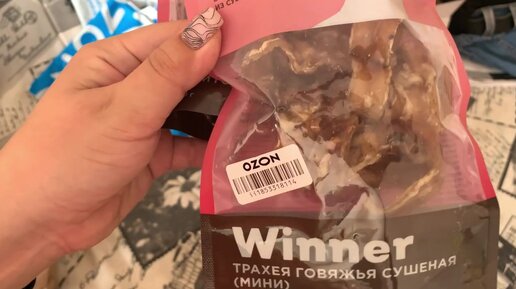 OZON
111853318114
Winner
ТРАХЕЯ ГОВЯЖЬЯ СУШЕНАЯ
(МИНИ)